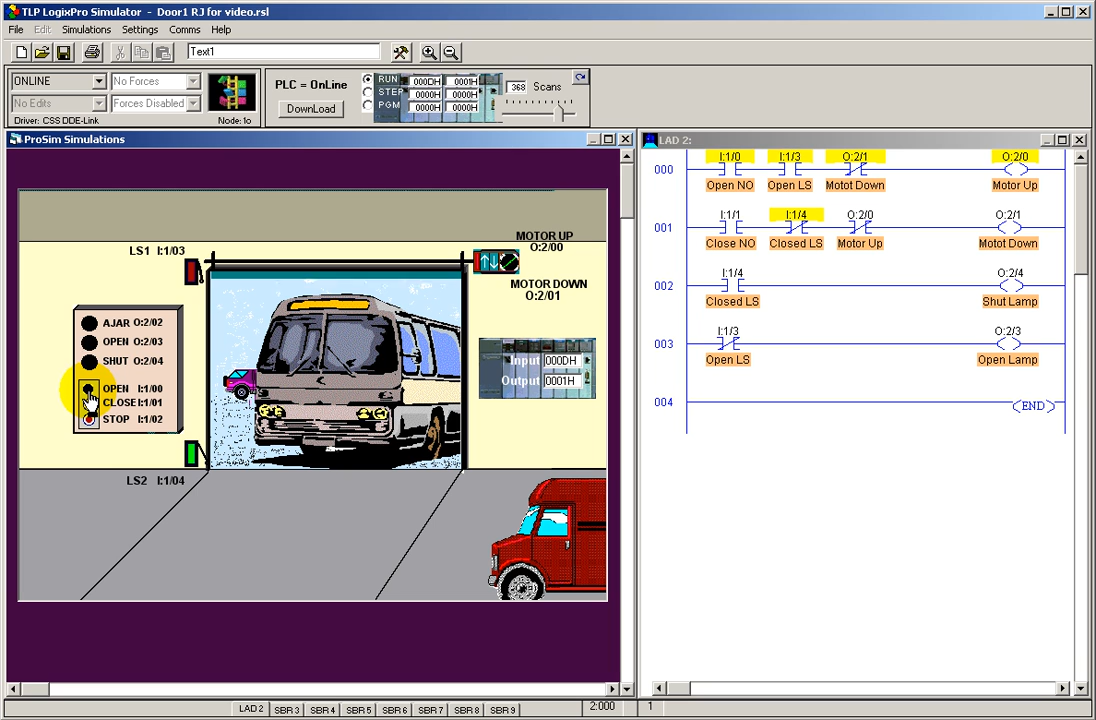 TLP LogixPro Simulator  - Door1 RJ for video.rsl
File Edit Simulations Settings Comms Help
Text1
ONLINE No Forces
No Edits Forces Disabled
Driver: CSS DDE-Link Node: !o
PLC = OnLine
DownLoad
RUN 000DH 0001H
STEP 0000H 0000H
PGM 0000H 0000H
368 Scans
ProSim Simulations
LS1 I:1/03
MOTOR UP
O:2/00
MOTOR DOWN
O:2/01
AJAR O:2/02
OPEN O:2/03
SHUT O:2/04
OPEN I:1/00
CLOSE I:1/01
STOP I:1/02
Input 000DH
Output 0001H
LS2 I:1/04
LAD 2:
I:1/0 I:1/3 O:2/1 O:2/0
000
Open NO Open LS Motot Down Motor Up
I:1/1 I:1/4 O:2/0 O:2/1
001
Close NO Closed LS Motor Up Motot Down
I:1/4 O:2/4
002
Closed LS Shut Lamp
I:1/3 O:2/3
003
Open LS Open Lamp
004 END
LAD 2 SBR 3 SBR 4 SBR 5 SBR 6 SBR 7 SBR 8 SBR 9 2:000 1